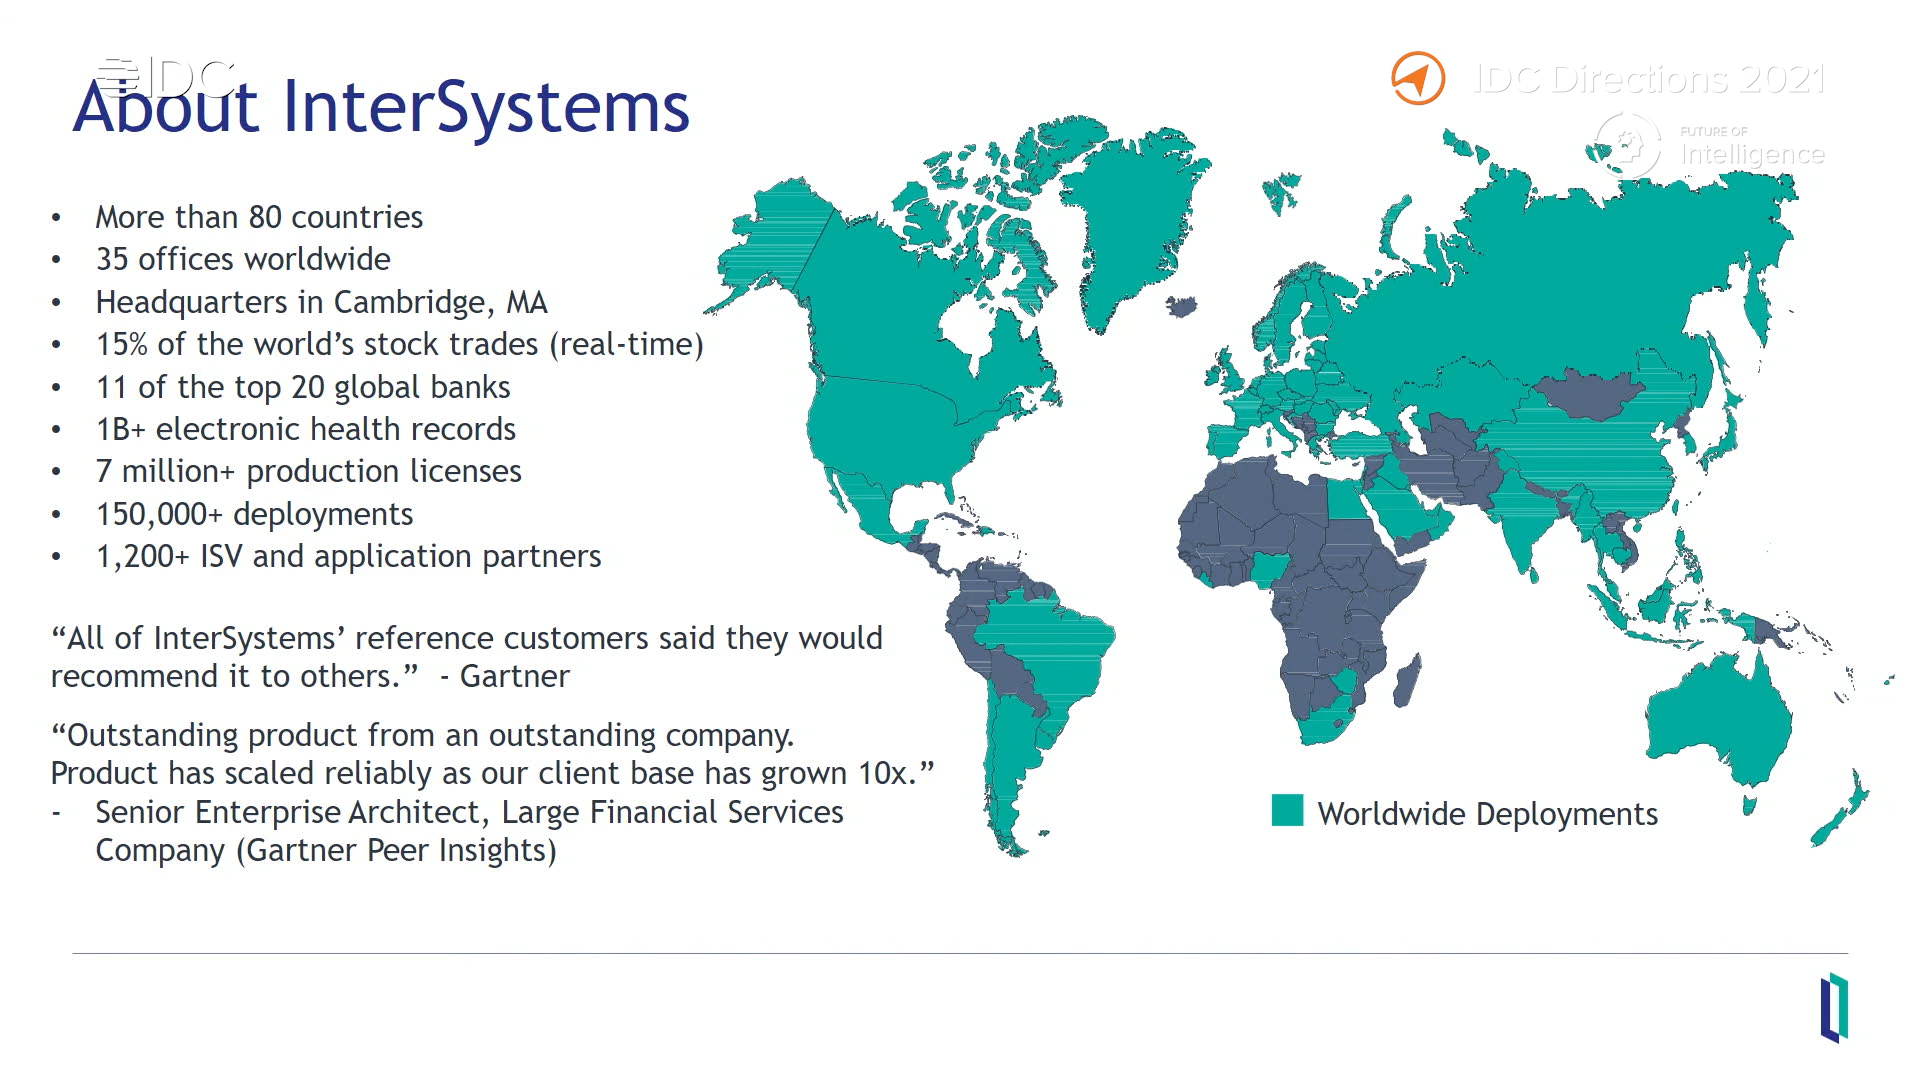 IDC
About InterSystems
IDC Directions 2021
FUTURE OF
Intelligence
• More than 80 countries
• 35 offices worldwide
• Headquarters in Cambridge, MA
• 15% of the world’s stock trades (real-time)
• 11 of the top 20 global banks
• 1B+ electronic health records
• 7 million+ production licenses
• 150,000+ deployments
• 1,200+ ISV and application partners
“All of InterSystems’ reference customers said they would
recommend it to others.” - Gartner
“Outstanding product from an outstanding company.
Product has scaled reliably as our client base has grown 10x.”
- Senior Enterprise Architect, Large Financial Services
Company (Gartner Peer Insights)
Worldwide Deployments